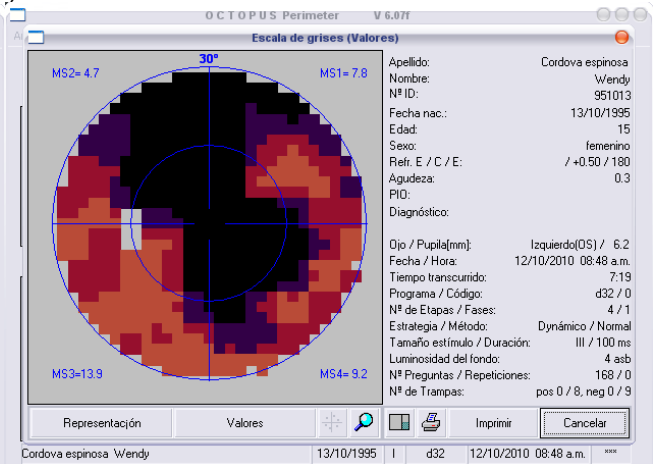 OCTOPUS Perimeter V 6.07f
Escala de grises (Valores)
30°
MS2= 4.7
MS1= 7.8
MS3=13.9
MS4= 9.2
Apellido: Cordova espinosa
Nombre: Wendy
Nª ID: 951013
Fecha nac.: 13/10/1995
Edad: 15
Sexo: femenino
Refr. E / C / E: / +0.50 / 180
Agudeza: 0.3
PIO:
Diagnóstico:
Ojo / Pupila[mm]: Izquierdo(OS) / 6.2
Fecha / Hora: 12/10/2010 08:48 a.m.
Tiempo transcurrido: 7:19
Programa / Código: d32 / 0
Nª de Etapas / Fases: 4 / 1
Estrategia / Método: Dynámico / Normal
Tamaño estímulo / Duración: III / 100 ms
Luminosidad del fondo: 4 asb
Nª Preguntas / Repeticiones: 168 / 0
Nª de Trampas: pos 0 / 8, neg 0 / 9
Representación Valores Imprimir Cancelar
Cordova espinosa Wendy 13/10/1995 I d32 12/10/2010 08:48 a.m. ***